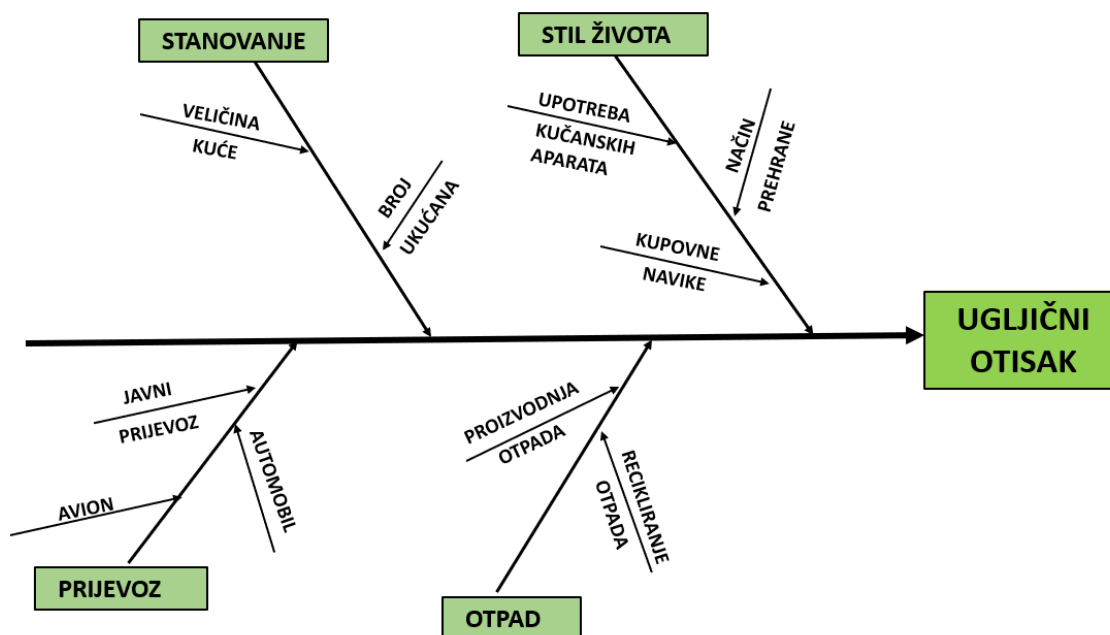 STANOVANJE
VELIČINA
KUĆE
BROJ
UKUĆANA
STIL ŽIVOTA
UPOTREBA
KUČANSKIH
APARATA
NAČIN
PREHRANE
KUPOVNE
NAVIKE
UGLJIČNI
OTISAK
JAVNI
PRIJEVOZ
AUTOMOBIL
AVION
PRIJEVOZ
PROIZVODNJA
OTPADA
RECIKLIRANJE
OTPADA
OTPAD